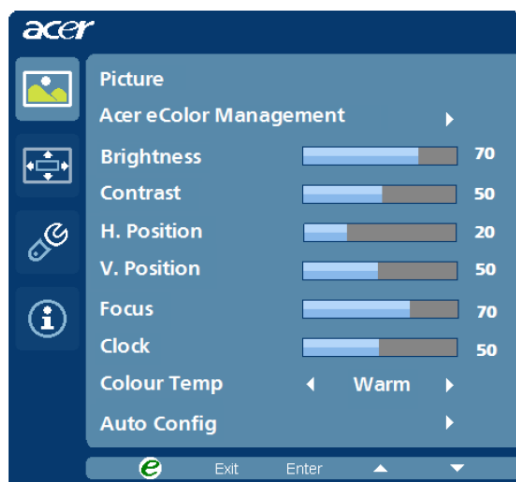 acer
Picture
Acer eColor Management
Brightness 70
Contrast 50
H. Position 20
V. Position 50
Focus 70
Clock 50
Colour Temp Warm
Auto Config
e Exit Enter